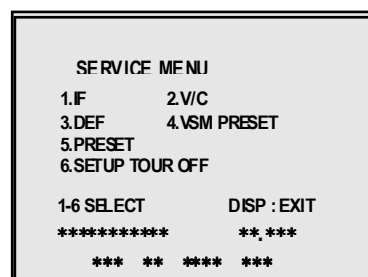 SERVICE MENU
1.IF 2.V/C
3.DEF 4.VSM PRESET
5.PRESET
6.SETUP TOUR OFF
1-6 SELECT DISP : EXIT
*********** **.***
*** ** **** ***